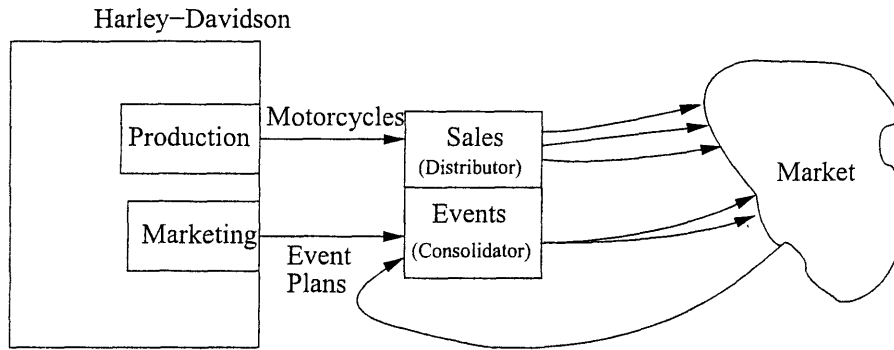 Harley-Davidson
Production
Motorcycles
Sales
(Distributor)
Market
Marketing
Event
Plans
Events
(Consolidator)